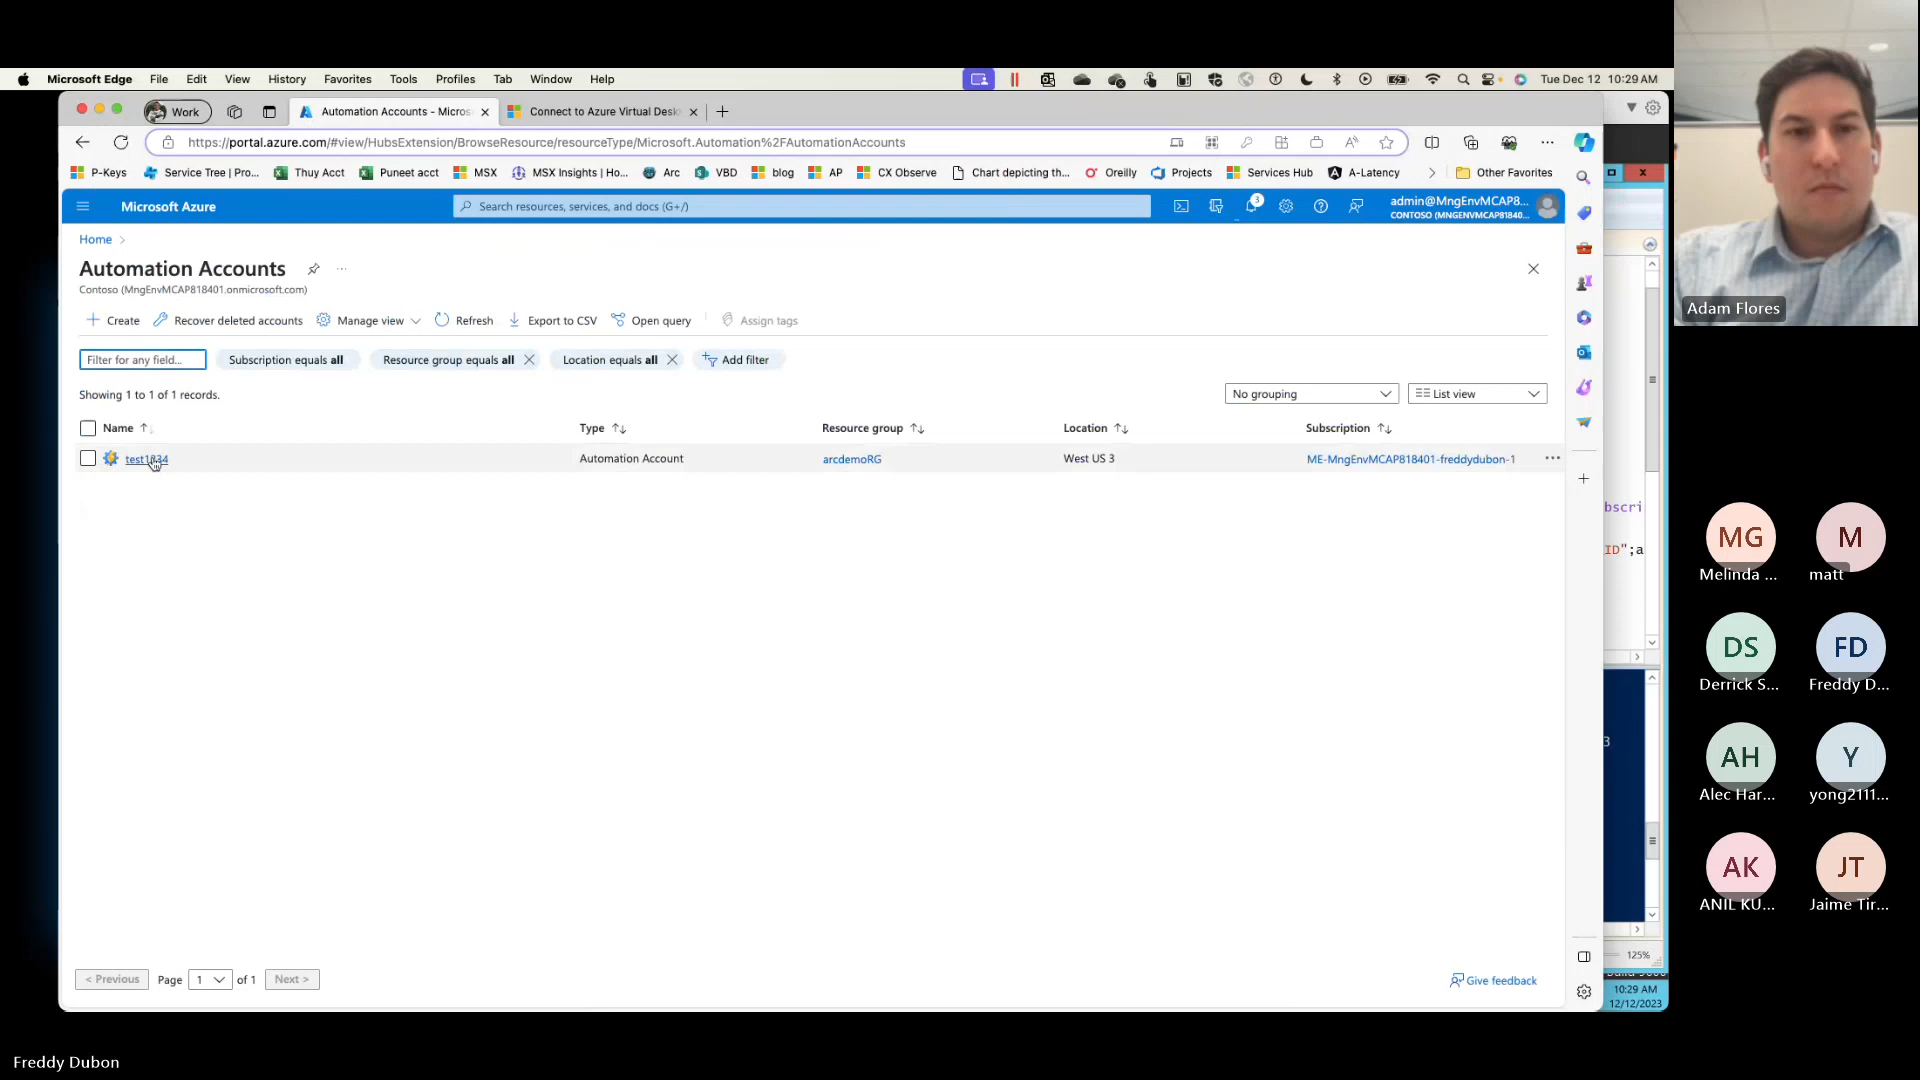 Microsoft Edge File Edit View History Favorites Tools Tab Window Help Tue Dec 12 10:29 AM
Work Automation Accounts - Micros Connect to Azure Virtual Desk
https://portal.azure.com/#view/HubsExtension/BrowseResource/resourceType/Microsoft.Automation%2FAutomationAccounts
P-Keys Service Tree | Pro... Thuy Acct Puneet acct MSX MSX Insights | Ho... Arc VBD blog AP CX Observe Chart depicting th... Oreilly Projects Services Hub A-Latency Other Favorites
Microsoft Azure Search resources, services, and docs (G+/) 3 admin@MngEnvMCAP8...
CONTOSO (MNGENVMCAP81840...
Home
Automation Accounts
Contoso (MngEnvMCAP818401.onmicrosoft.com)
Create Recover deleted accounts Manage view Refresh Export to CSV Open query Assign tags
Filter for any field... Subscription equals all Resource group equals all Location equals all Add filter
Showing 1 to 1 of 1 records. No grouping List view
Name Type Resource group Location Subscription
Automation Account arcdemoRG West US 3 ME-MngEnvMCAP818401-freddydubon-1
bscri
ID";a
3
< Previous Page 1 of 1 Next > Give feedback
125%
10:29 AM
12/12/2023
Adam Flores
MG M
Melinda ... matt
DS FD
Derrick S... Freddy D...
AH Y
Alec Har... yong2111...
AK JT
ANIL KU... Jaime Tir...
Freddy Dubon